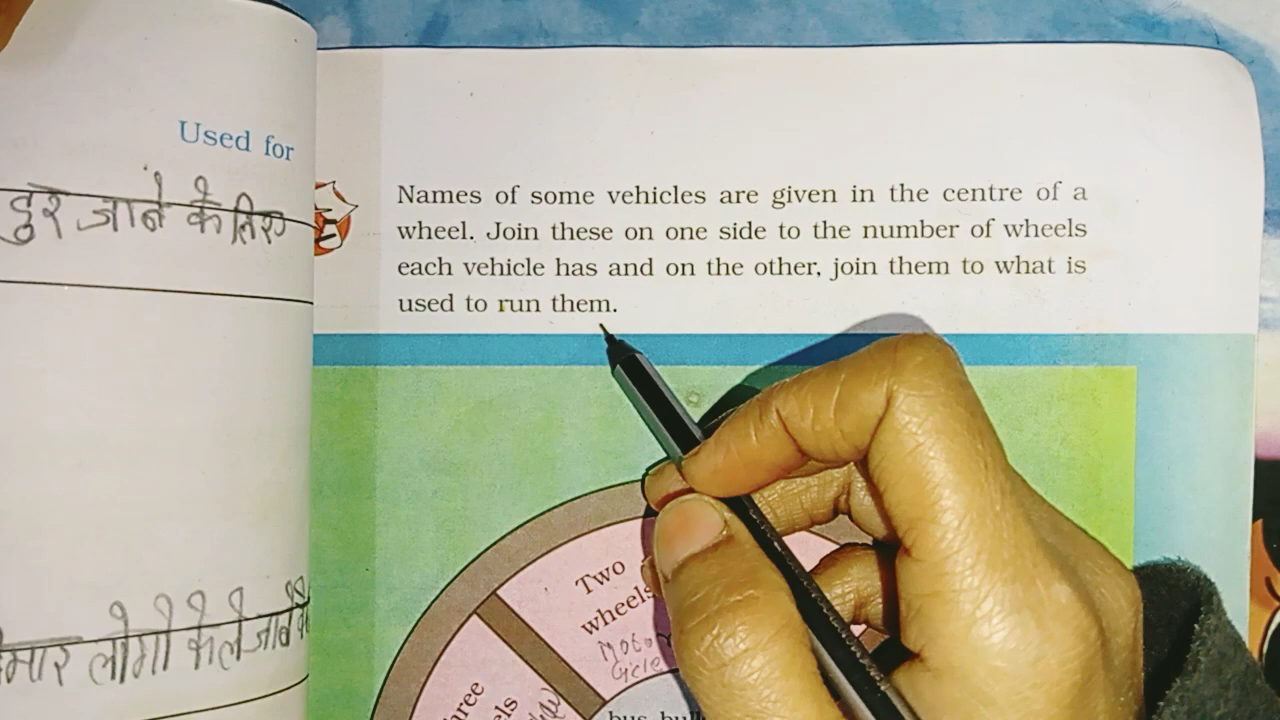 Used for
दुर जाने के लिए
लोगो के ले जाने के
Names of some vehicles are given in the centre of a
wheel. Join these on one side to the number of wheels
each vehicle has and on the other, join them to what is
used to run them.
Two
wheels
Moto
Cicle
bus